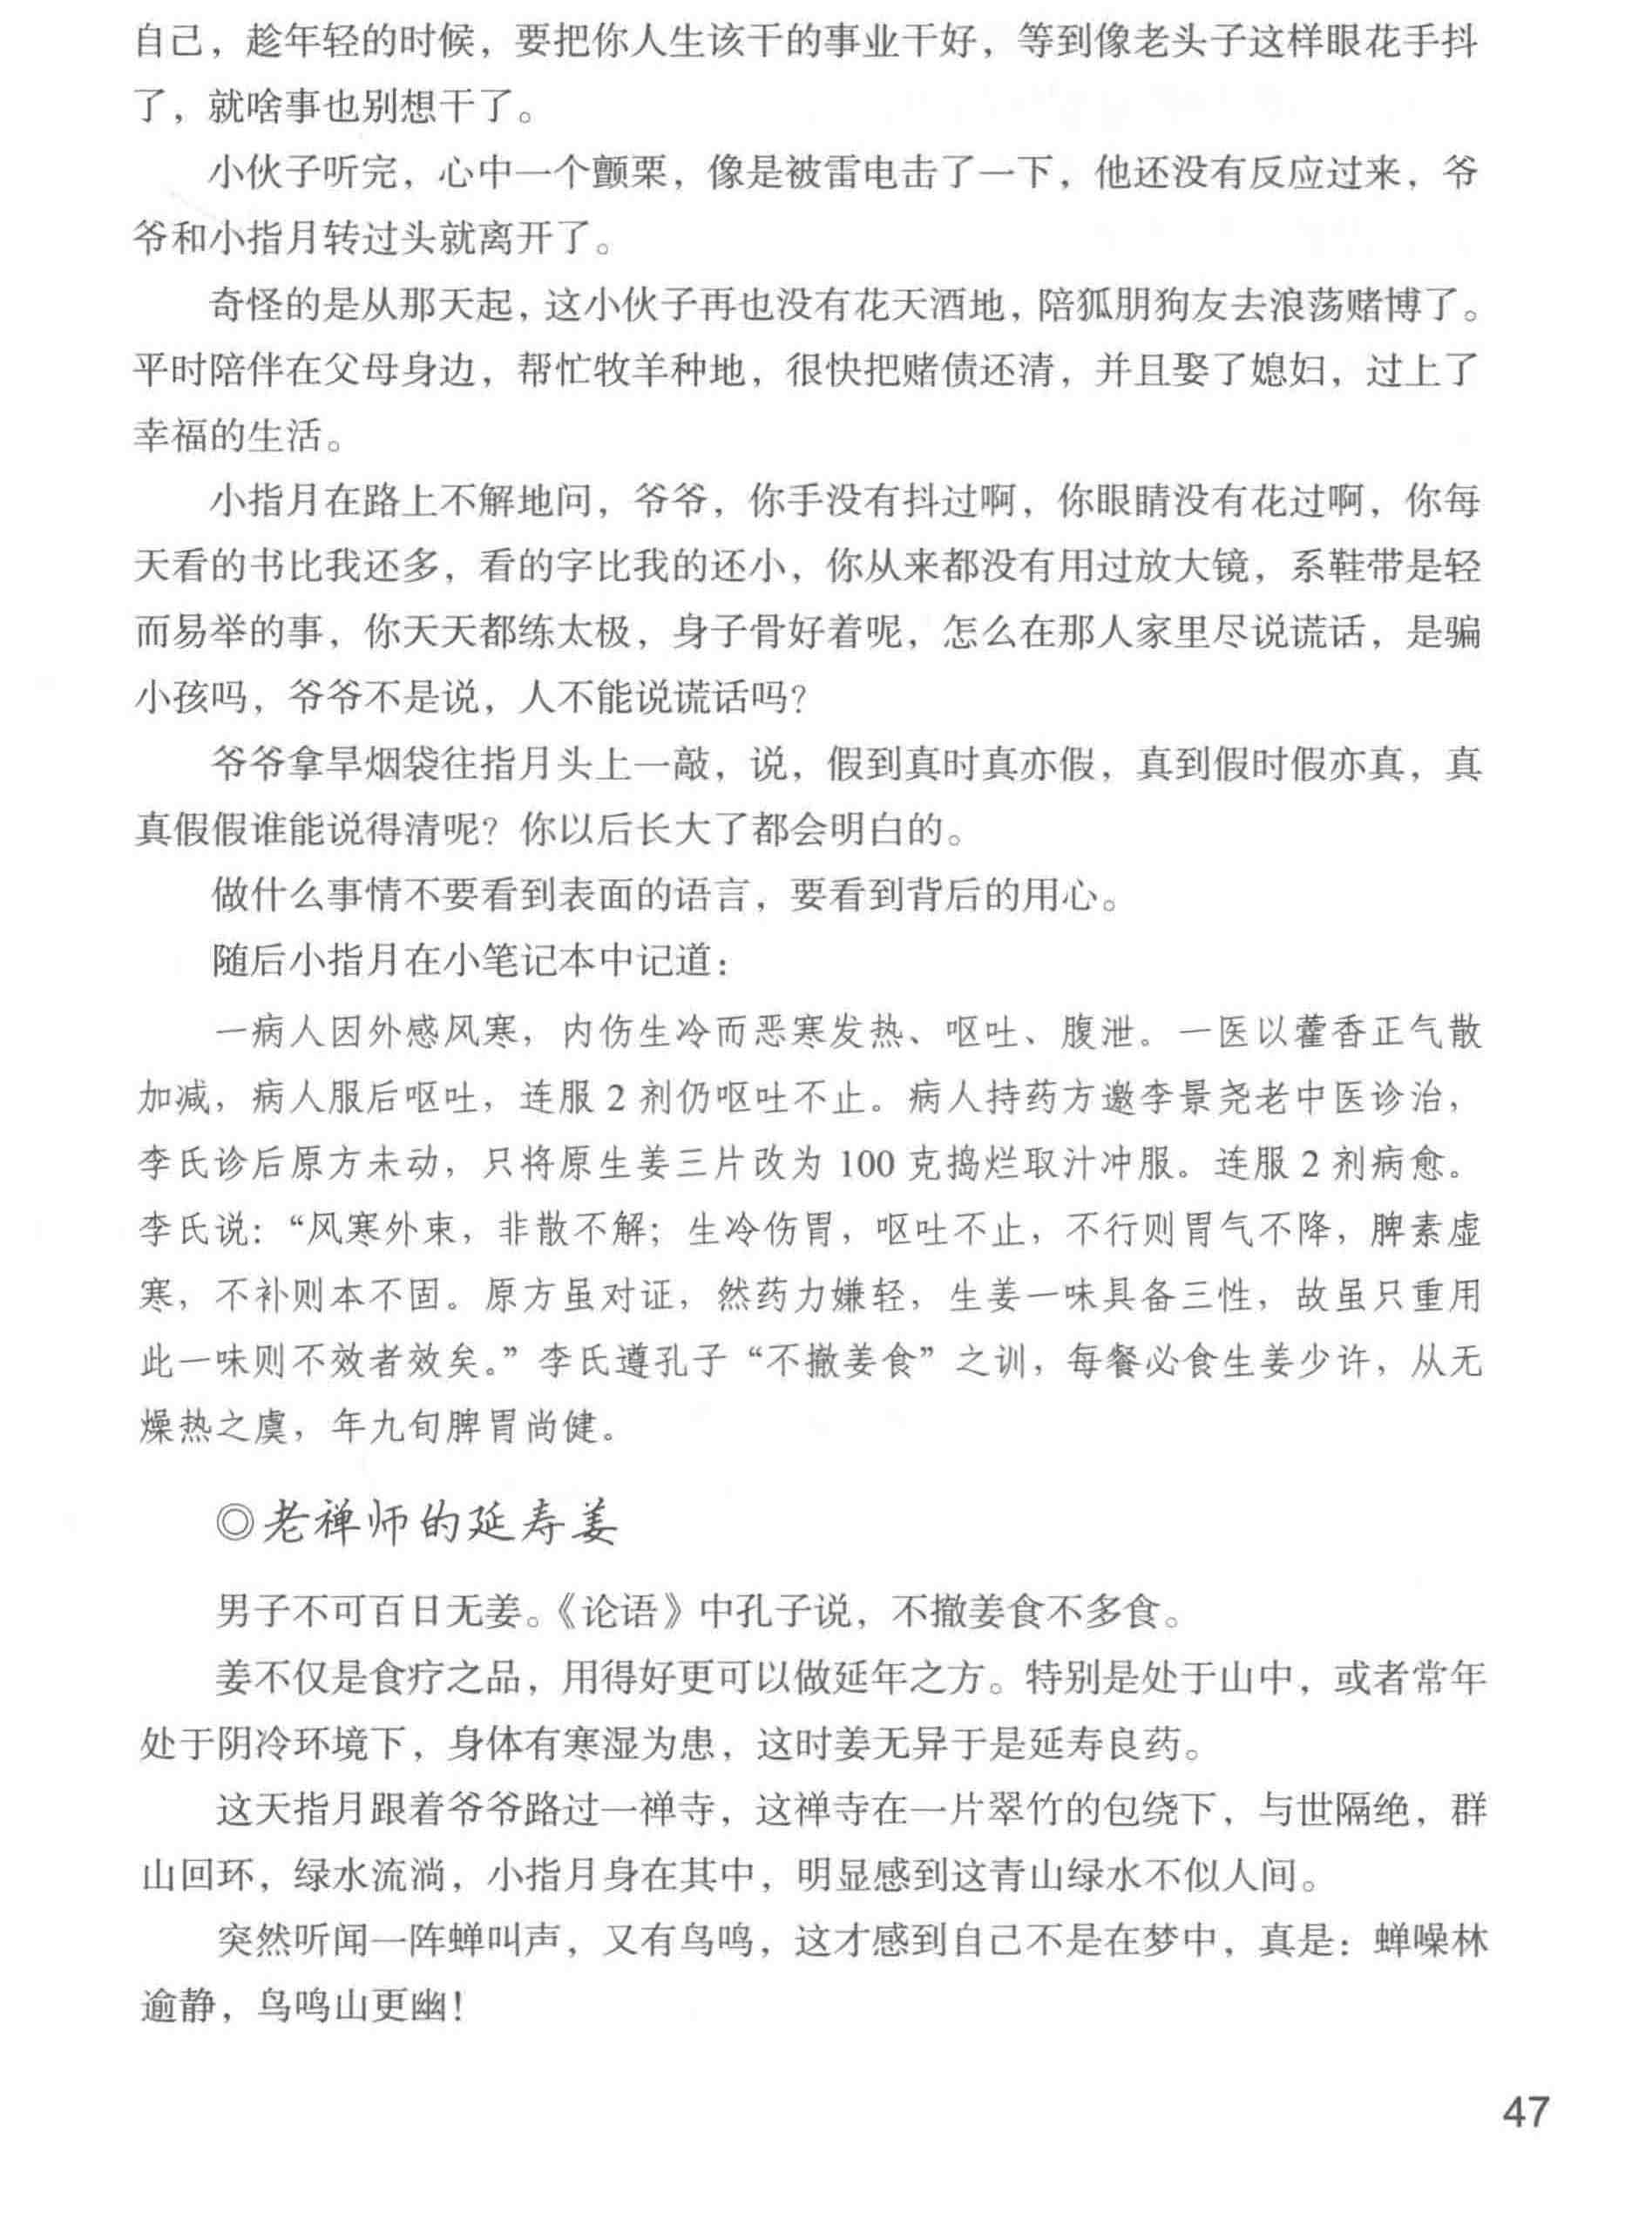 自己，趁年轻的时候，要把你人生该干的事业干好，等到像老头子这样眼花手抖
了，就啥事也别想干了。
小伙子听完，心中一个颤栗，像是被雷电击了一下，他还没有反应过来，爷
爷和小指月转过头就离开了。
奇怪的是从那天起，这小伙子再也没有花天酒地，陪狐朋狗友去浪荡赌博了。
平时陪伴在父母身边，帮忙牧羊种地，很快把赌债还清，并且娶了媳妇，过上了
幸福的生活。
小指月在路上不解地问，爷爷，你手没有抖过啊，你眼睛没有花过啊，你每
天看的书比我还多，看的字比我的还小，你从来都没有用过放大镜，系鞋带是轻
而易举的事，你天天都练太极，身子骨好着呢，怎么在那人家里尽说谎话，是骗
小孩吗，爷爷不是说，人不能说谎话吗？
爷爷拿旱烟袋往指月头上一敲，说，假到真时真亦假，真到假时假亦真，真
真假假谁能说得清呢？你以后长大了都会明白的。
做什么事情不要看到表面的语言，要看到背后的用心。
随后小指月在小笔记本中记道：
一病人因外感风寒，内伤生冷而恶寒发热、呕吐、腹泄。一医以藿香正气散
加减，病人服后呕吐，连服 2 剂仍呕吐不止。病人持药方邀李景尧老中医诊治，
李氏诊后原方未动，只将原生姜三片改为 100 克捣烂取汁冲服。连服 2 剂病愈。
李氏说：“风寒外束，非散不解；生冷伤胃，呕吐不止，不行则胃气不降，脾素虚
寒，不补则本不固。原方虽对证，然药力嫌轻，生姜一味具备三性，故虽只重用
此一味则不效者效矣。”李氏遵孔子“不撤姜食”之训，每餐必食生姜少许，从无
燥热之虞，年九旬脾胃尚健。
◎老禅师的延寿姜
男子不可百日无姜。《论语》中孔子说，不撤姜食不多食。
姜不仅是食疗之品，用得好更可以做延年之方。特别是处于山中，或者常年
处于阴冷环境下，身体有寒湿为患，这时姜无异于是延寿良药。
这天指月跟着爷爷路过一禅寺，这禅寺在一片翠竹的包绕下，与世隔绝，群
山回环，绿水流淌，小指月身在其中，明显感到这青山绿水不似人间。
突然听闻一阵蝉叫声，又有鸟鸣，这才感到自己不是在梦中，真是：蝉噪林
逾静，鸟鸣山更幽！
47